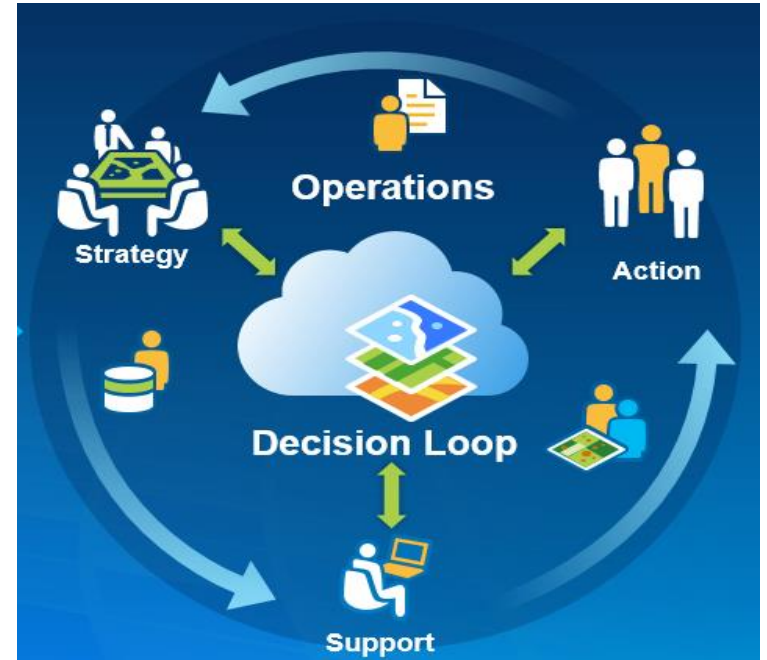 Operations
Strategy
Action
Decision Loop
Support